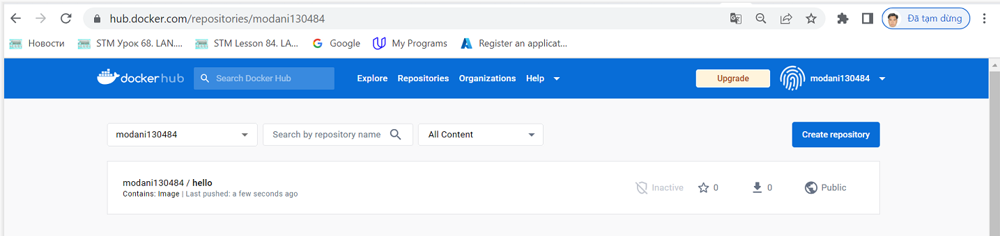 hub.docker.com/repositories/modani130484 Đã tạm dừng
Новости STM Урок 68. LAN.... STM Lesson 84. LA... Google My Programs Register an applicat...
dockerhub Search Docker Hub Explore Repositories Organizations Help Upgrade modani130484
modani130484 Search by repository name All Content Create repository
modani130484 / hello
Contains: Image | Last pushed: a few seconds ago Inactive 0 0 Public